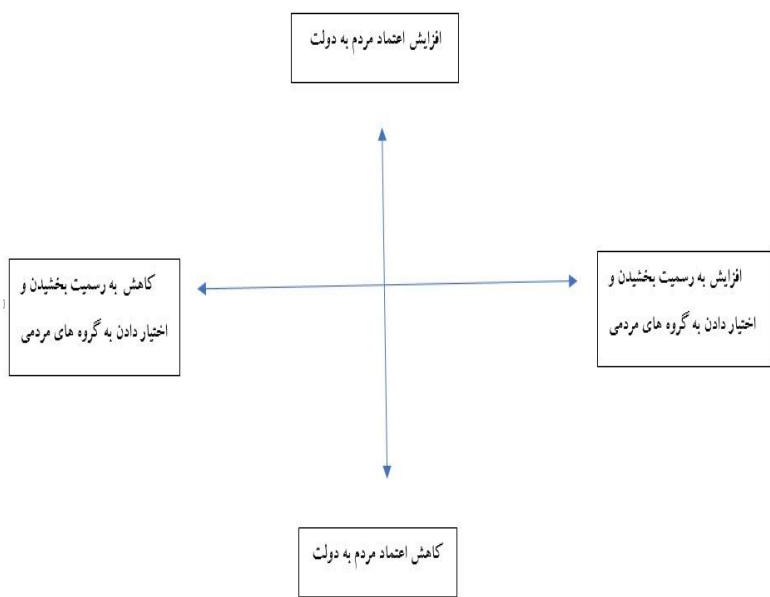 افزایش اعتماد مردم به دولت
افزایش به رسمیت بخشیدن و
اختیار دادن به گروه های مردمی
کاهش به رسمیت بخشیدن و
اختیار دادن به گروه های مردمی
کاهش اعتماد مردم به دولت